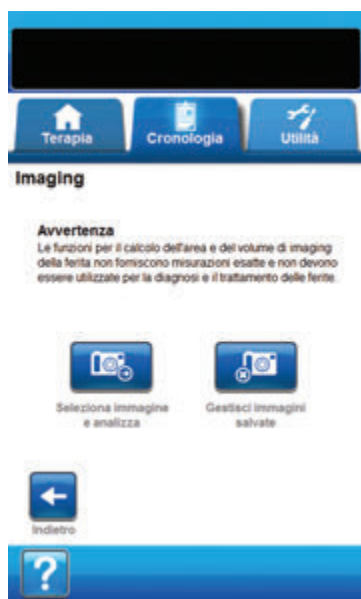 Terapia
Cronologia
Utilità
Imaging
Avvertenza
Le funzioni per il calcolo dell'area e del volume di imaging
della ferita non forniscono misurazioni esatte e non devono
essere utilizzate per la diagnosi e il trattamento delle ferite.
Seleziona immagine
e analizza
Gestisci immagini
salvate
Indietro
?